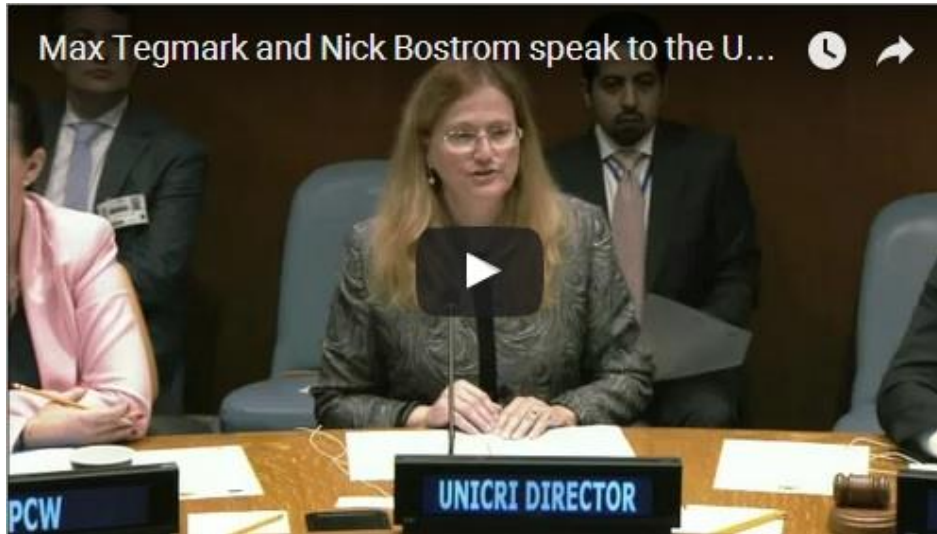 Max Tegmark and Nick Bostrom speak to the U...
PCW
UNICRI DIRECTOR